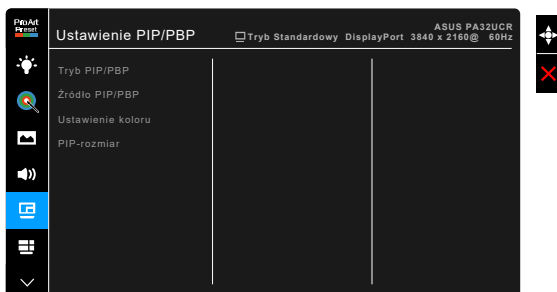 ProArt
Preset
Ustawienie PIP/PBP
ASUS PA32UCR
Tryb Standardowy DisplayPort 3840 x 2160@ 60Hz
Tryb PIP/PBP
Źródło PIP/PBP
Ustawienie koloru
PIP-rozmiar